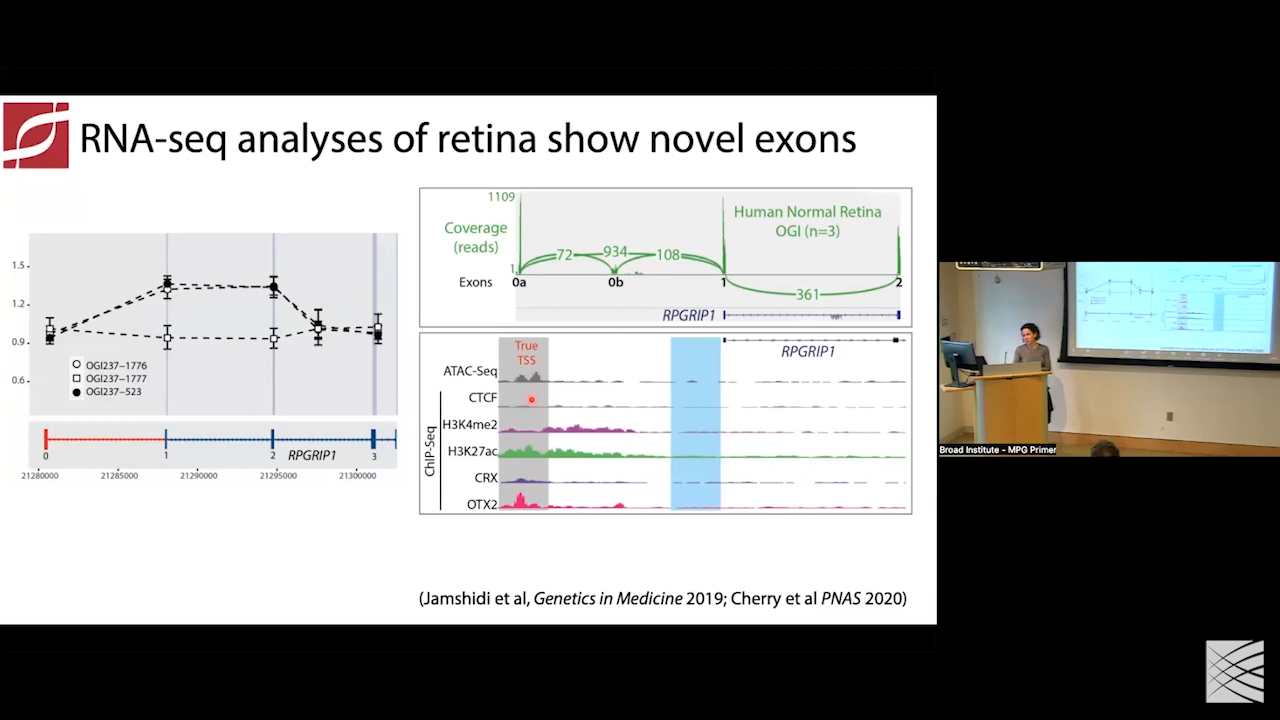 RNA-seq analyses of retina show novel exons
1.5
1.2
0.9
0.6
OGI237–1776
OGI237–1777
OGI237–523
0
1
2
RPGRIP1
3
21280000
21285000
21290000
21295000
21300000
1109
Coverage
(reads)
1
Human Normal Retina
OGI (n=3)
72
934
108
361
Exons
0a
0b
1
2
RPGRIP1
True
TSS
RPGRIP1
ATAC-Seq
ChIP-Seq
CTCF
H3K4me2
H3K27ac
CRX
OTX2
(Jamshidi et al, Genetics in Medicine 2019; Cherry et al PNAS 2020)
Broad Institute - MPG Primer